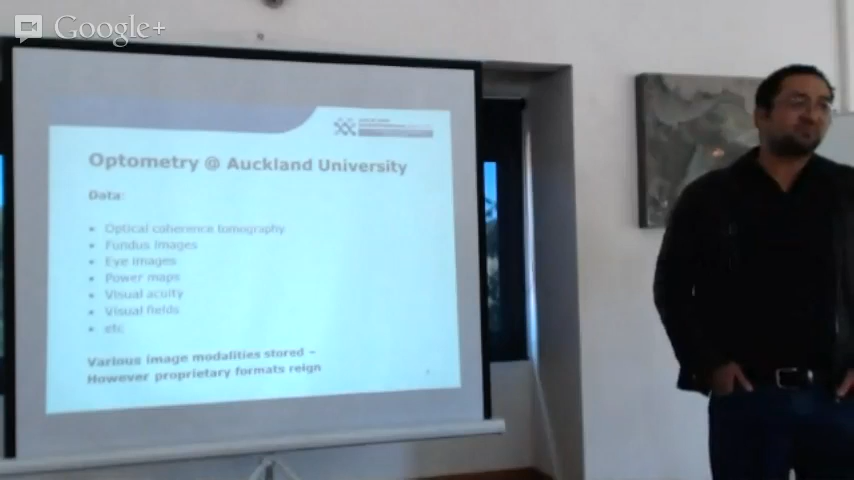 Google+
Optometry @ Auckland University
Data:
• Optical coherence tomography
• Fundus images
• Eye images
• Power maps
• Visual acuity
• Visual fields
• etc
Various image modalities stored –
However proprietary formats reign